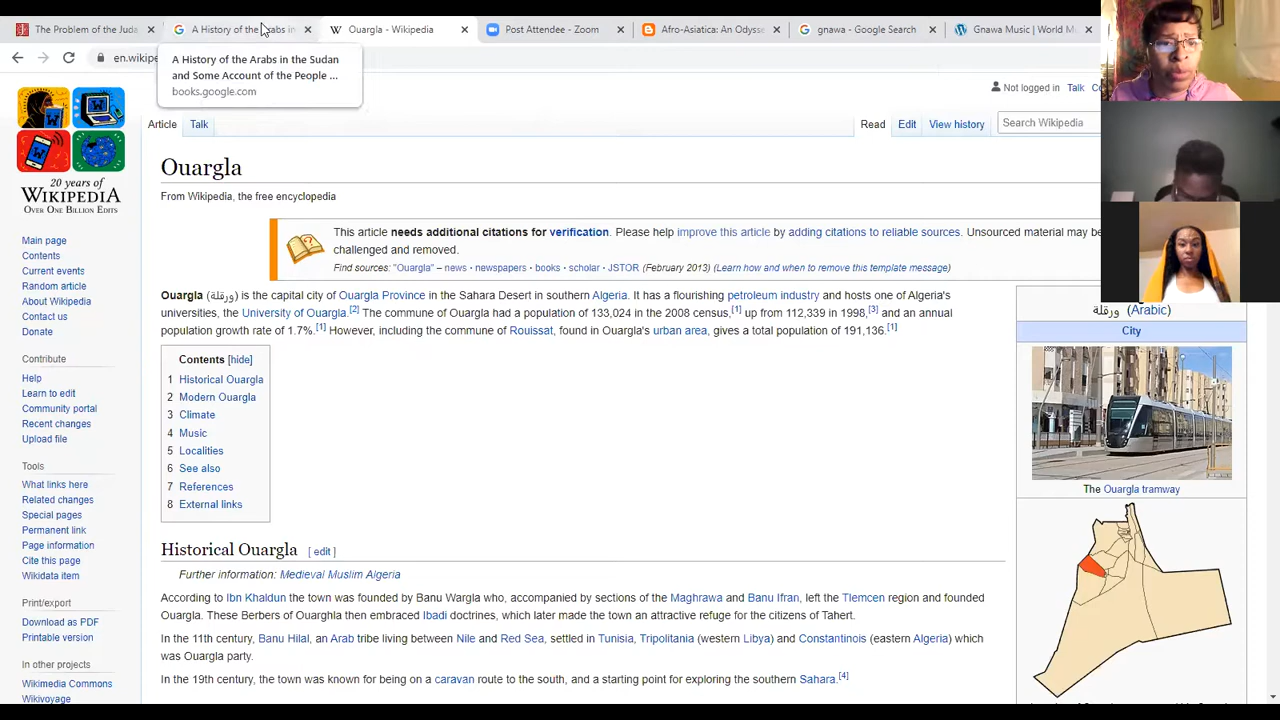 The Problem of the Juda
A History of the Arabs in
Ouargla - Wikipedia
Post Attendee - Zoom
Afro-Asiatica: An Odysse
gnawa - Google Search
Gnawa Music | World M
en.wikipe
A History of the Arabs in the Sudan
and Some Account of the People ...
books.google.com
Not logged in Talk
Article Talk
Read Edit View history
Search Wikipedia
20 years of
WIKIPEDIA
OVER ONE BILLION EDITS
Main page
Contents
Current events
Random article
About Wikipedia
Contact us
Donate
Contribute
Help
Learn to edit
Community portal
Recent changes
Upload file
Tools
What links here
Related changes
Special pages
Permanent link
Page information
Cite this page
Wikidata item
Print/export
Download as PDF
Printable version
In other projects
Wikimedia Commons
Wikivoyage
Ouargla
From Wikipedia, the free encyclopedia
This article needs additional citations for verification. Please help improve this article by adding citations to reliable sources. Unsourced material may be
challenged and removed.
Find sources: "Ouargla" – news · newspapers · books · scholar · JSTOR (February 2013) (Learn how and when to remove this template message)
Ouargla (ورقلة) is the capital city of Ouargla Province in the Sahara Desert in southern Algeria. It has a flourishing petroleum industry and hosts one of Algeria's
universities, the University of Ouargla.[2] The commune of Ouargla had a population of 133,024 in the 2008 census,[1] up from 112,339 in 1998,[3] and an annual
population growth rate of 1.7%.[1] However, including the commune of Rouissat, found in Ouargla's urban area, gives a total population of 191,136.[1]
Contents [hide]
1 Historical Ouargla
2 Modern Ouargla
3 Climate
4 Music
5 Localities
6 See also
7 References
8 External links
Historical Ouargla [ edit ]
Further information: Medieval Muslim Algeria
According to Ibn Khaldun the town was founded by Banu Wargla who, accompanied by sections of the Maghrawa and Banu Ifran, left the Tlemcen region and founded
Ouargla. These Berbers of Ouarghla then embraced Ibadi doctrines, which later made the town an attractive refuge for the citizens of Tahert.
In the 11th century, Banu Hilal, an Arab tribe living between Nile and Red Sea, settled in Tunisia, Tripolitania (western Libya) and Constantinois (eastern Algeria) which
was Ouargla party.
In the 19th century, the town was known for being on a caravan route to the south, and a starting point for exploring the southern Sahara.[4]
ورقلة (Arabic)
City
The Ouargla tramway